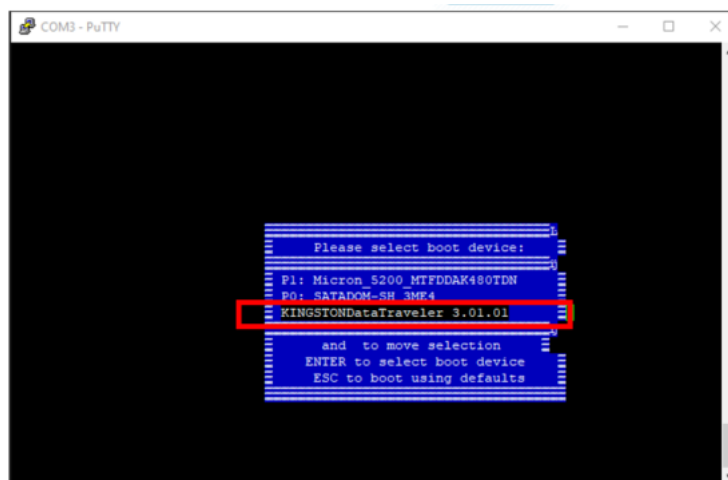 COM3 - PuTTY
Please select boot device:
P1: Micron_5200_MTFDDAK480TDN
P0: SATADOM-SH 3ME4
KINGSTONDataTraveler 3.01.01
and to move selection
ENTER to select boot device
ESC to boot using defaults